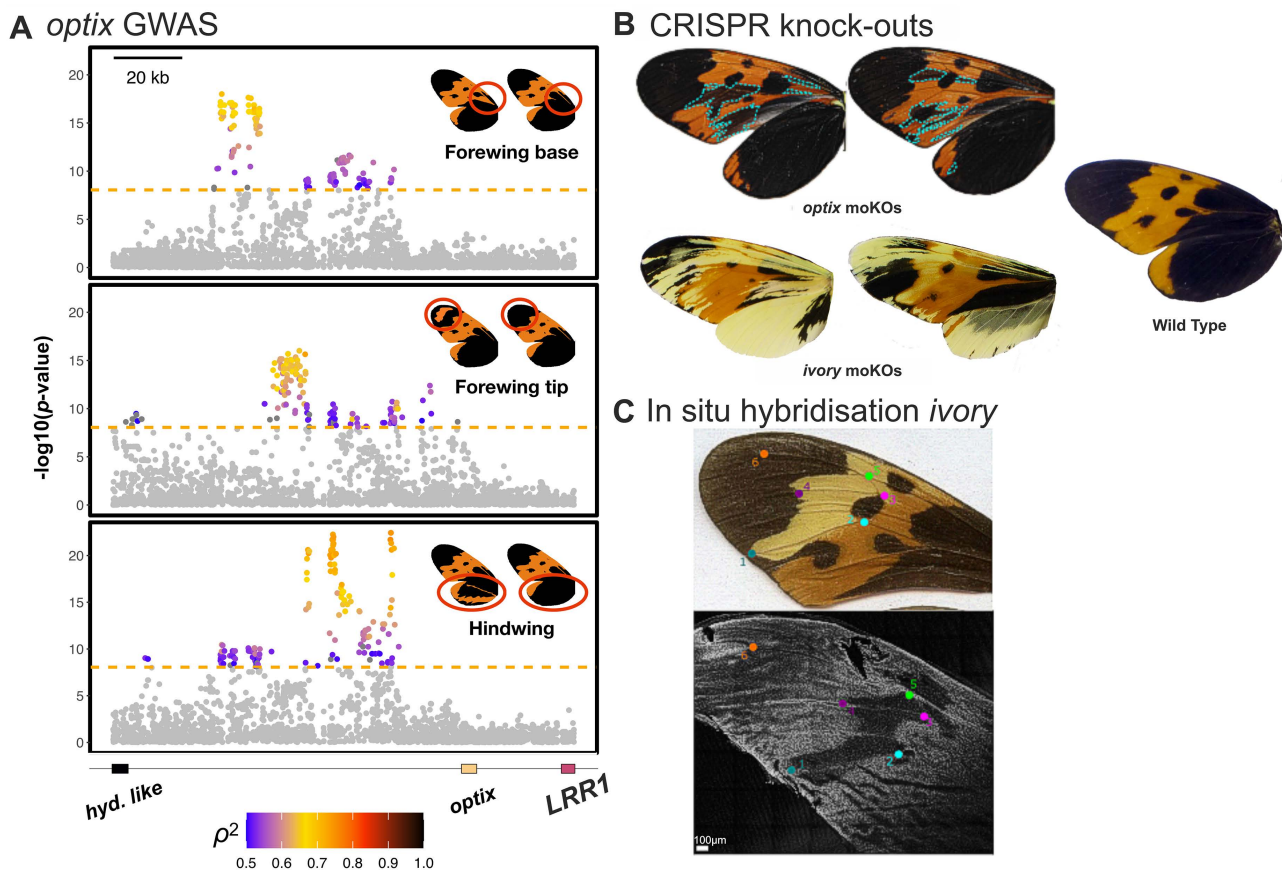 A optix GWAS
20 kb
20
15
10
5
0
Forewing base
20
15
10
5
0
Forewing tip
20
15
10
5
0
Hindwing
-log10(p-value)
hyd. like
optix
LRR1
ρ²
0.5 0.6 0.7 0.8 0.9 1.0
B CRISPR knock-outs
optix moKOs
ivory moKOs
Wild Type
C In situ hybridisation ivory
6
5
4
3
2
1
6
5
4
3
2
1
100μm